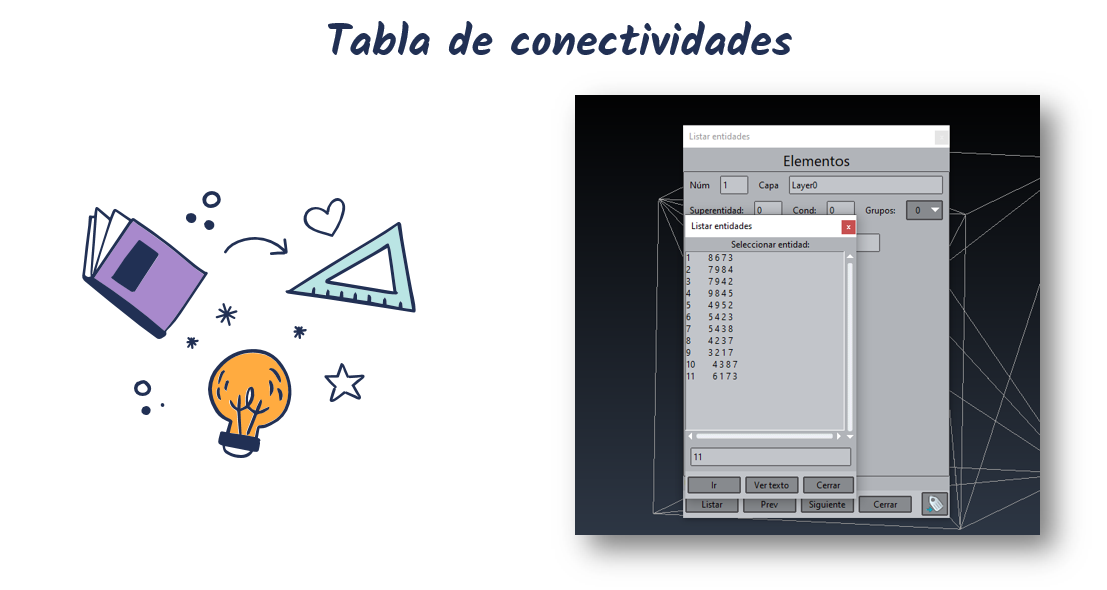 Tabla de conectividades
Listar entidades
Elementos
Núm 1 Capa Layer0
Superentidad: 0 Cond: 0 Grupos: 0
Listar entidades x
Seleccionar entidad:
1 8 6 7 3
2 7 9 8 4
3 7 9 4 2
4 9 8 4 5
5 4 9 5 2
6 5 4 2 3
7 5 4 3 8
8 4 2 3 7
9 3 2 1 7
10 4 3 8 7
11 6 1 7 3
11
Ir Ver texto Cerrar
Listar Prev Siguiente Cerrar